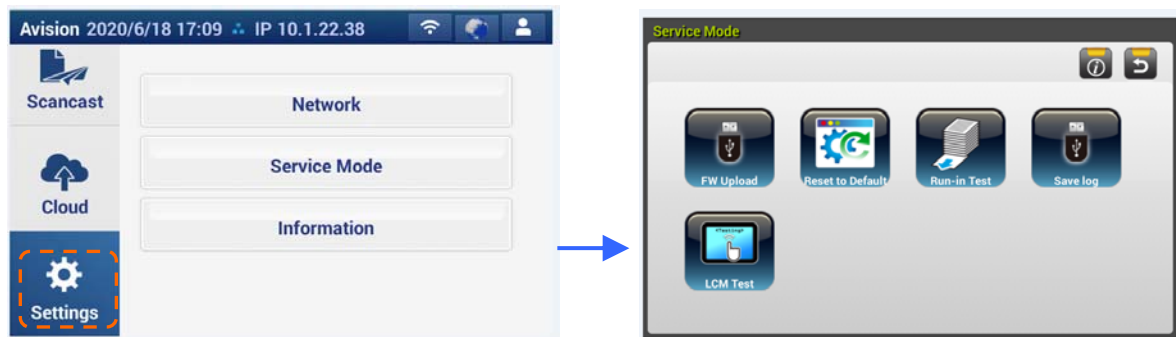 Avision 2020/6/18 17:09 IP 10.1.22.38
Scancast
Cloud
Settings
Network
Service Mode
Information
Service Mode
FW Upload
Reset to Default
Run-in Test
Save log
*Testing*
LCM Test